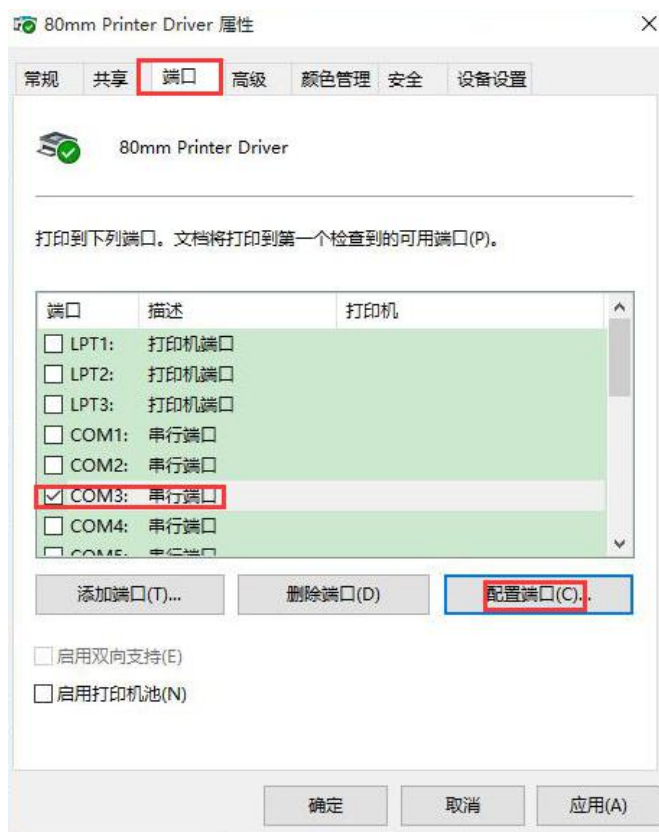 80mm Printer Driver 属性
常规 共享 端口 高级 颜色管理 安全 设备设置
80mm Printer Driver
打印到下列端口。文档将打印到第一个检查到的可用端口(P)。
端口 描述 打印机
LPT1: 打印机端口
LPT2: 打印机端口
LPT3: 打印机端口
COM1: 串行端口
COM2: 串行端口
COM3: 串行端口
COM4: 串行端口
COM5: 串行端口
添加端口(T)... 删除端口(D) 配置端口(C)...
启用双向支持(E)
启用打印机池(N)
确定 取消 应用(A)